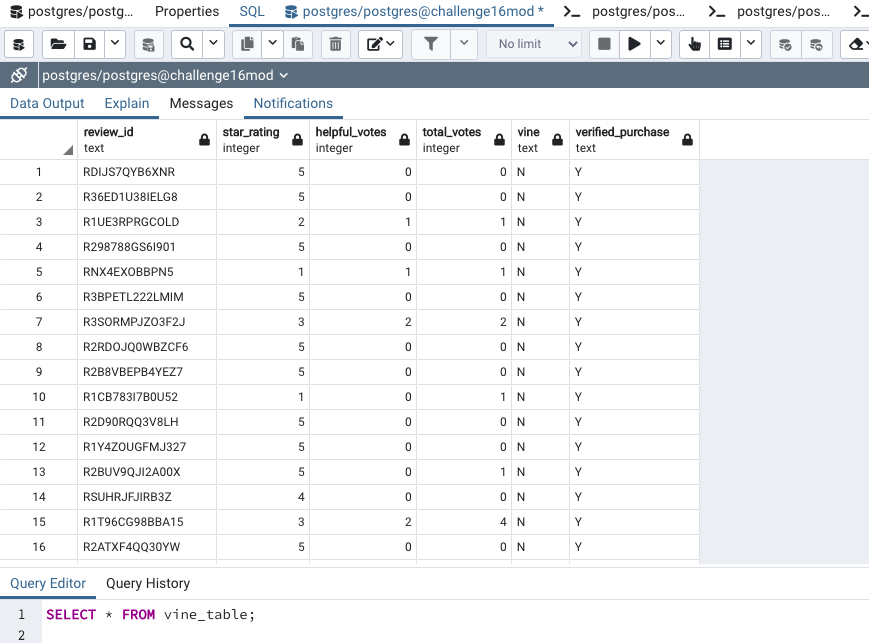 postgres/postg... Properties SQL postgres/postgres@challenge16mod * postgres/pos... postgres/pos...
No limit
postgres/postgres@challenge16mod
Data Output Explain Messages Notifications
review_id star_rating helpful_votes total_votes vine verified_purchase
text integer integer integer text text
1 RDIJS7QYB6XNR 5 0 0 N Y
2 R36ED1U38IELG8 5 0 0 N Y
3 R1UE3RPRGCOLD 2 1 1 N Y
4 R298788GS6I901 5 0 0 N Y
5 RNX4EXOBBPN5 1 1 1 N Y
6 R3BPETL222LMIM 5 0 0 N Y
7 R3SORMPJZO3F2J 3 2 2 N Y
8 R2RDOJQ0WBZCF6 5 0 0 N Y
9 R2B8VBEPB4YEZ7 5 0 0 N Y
10 R1CB783I7B0U52 1 0 1 N Y
11 R2D90RQQ3V8LH 5 0 0 N Y
12 R1Y4ZOUGFMJ327 5 0 0 N Y
13 R2BUV9QJI2A00X 5 0 1 N Y
14 RSUHRJFJIRB3Z 4 0 0 N Y
15 R1T96CG98BBA15 3 2 4 N Y
16 R2ATXF4QQ30YW 5 0 0 N Y
Query Editor Query History
1 SELECT * FROM vine_table;
2